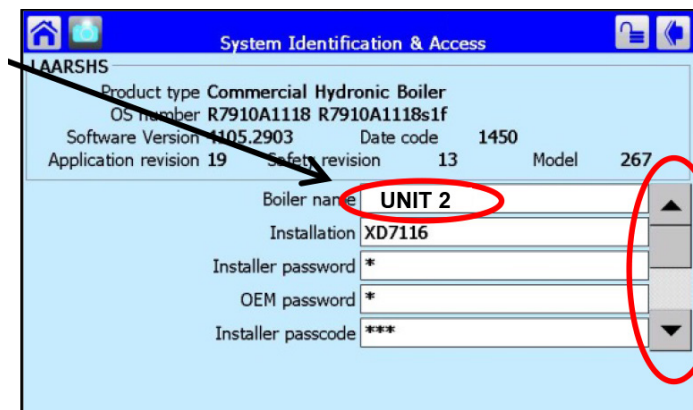 System Identification & Access
LAARSHS
Product type Commercial Hydronic Boiler
OS number R7910A1118 R7910A1118s1f
Software Version 4105.2903 Date code 1450
Application revision 19 Safety revision 13 Model 267
Boiler name UNIT 2
Installation XD7116
Installer password *
OEM password *
Installer passcode ***